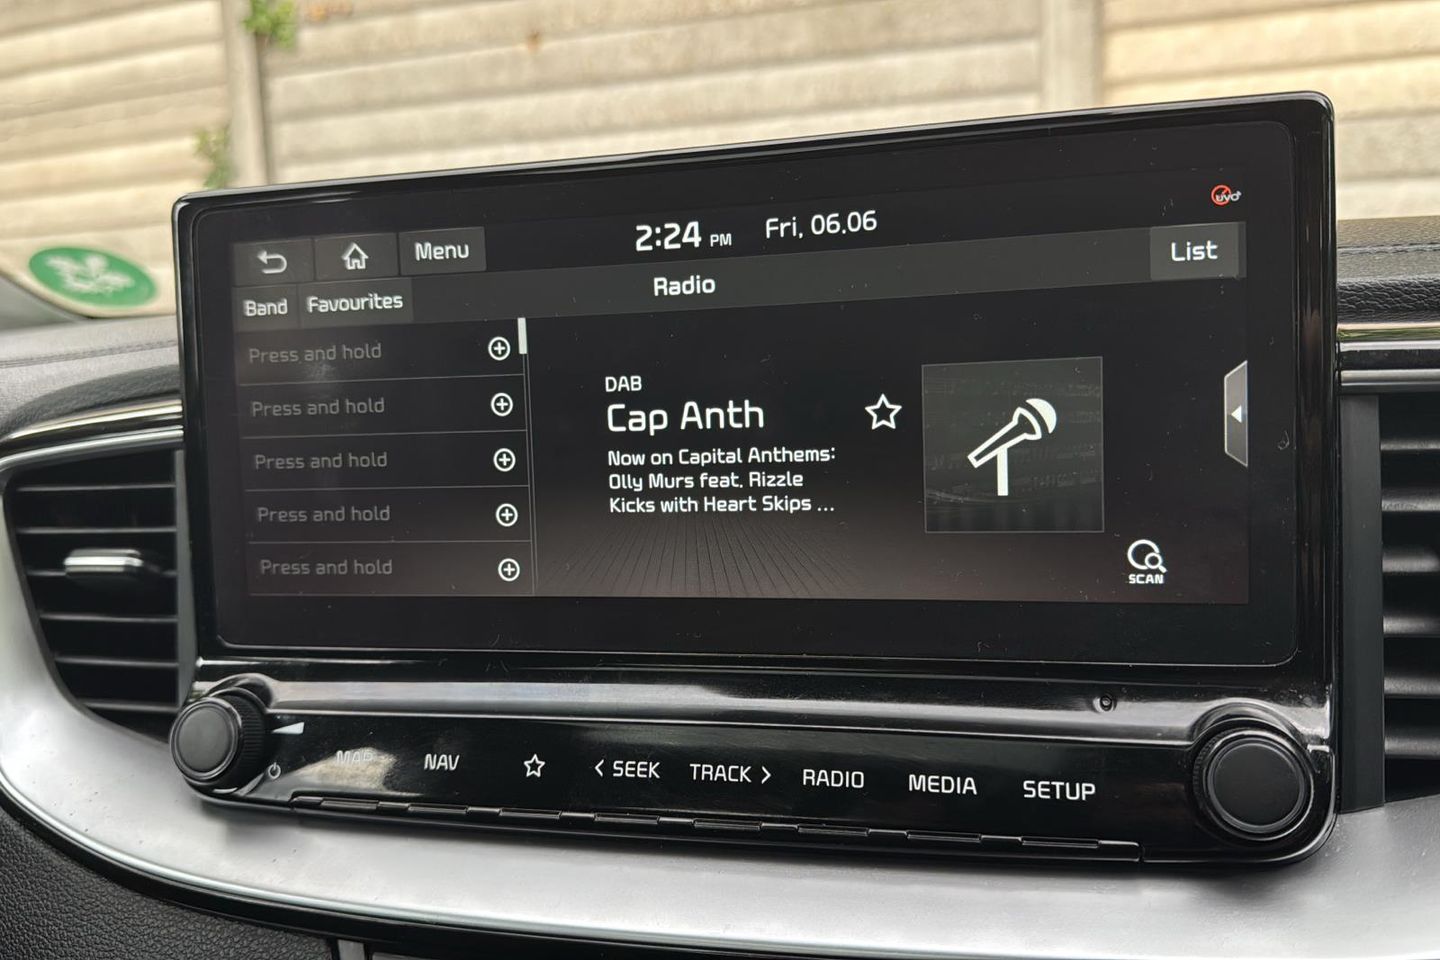 UVO
2:24 PM Fri, 06.06
Menu
List
Radio
Band Favourites
Press and hold
Press and hold
Press and hold
Press and hold
Press and hold
DAB
Cap Anth
Now on Capital Anthems:
Olly Murs feat. Rizzle
Kicks with Heart Skips ...
SCAN
MAP NAV < SEEK TRACK > RADIO MEDIA SETUP